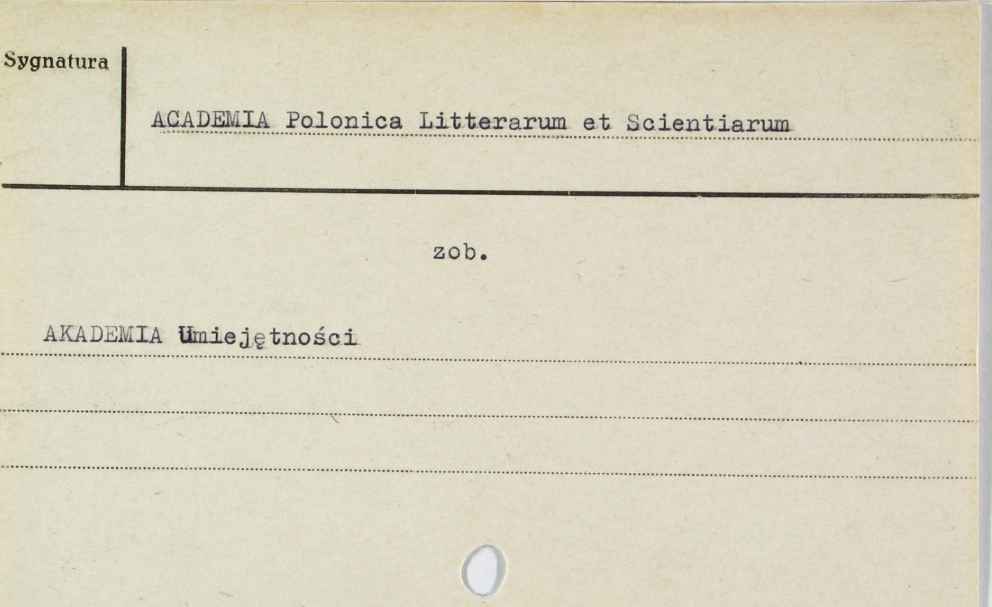 Sygnatura
ACADEMIA Polonica Litterarum et Scientiarum
zob.
AKADEMIA Umiejętności